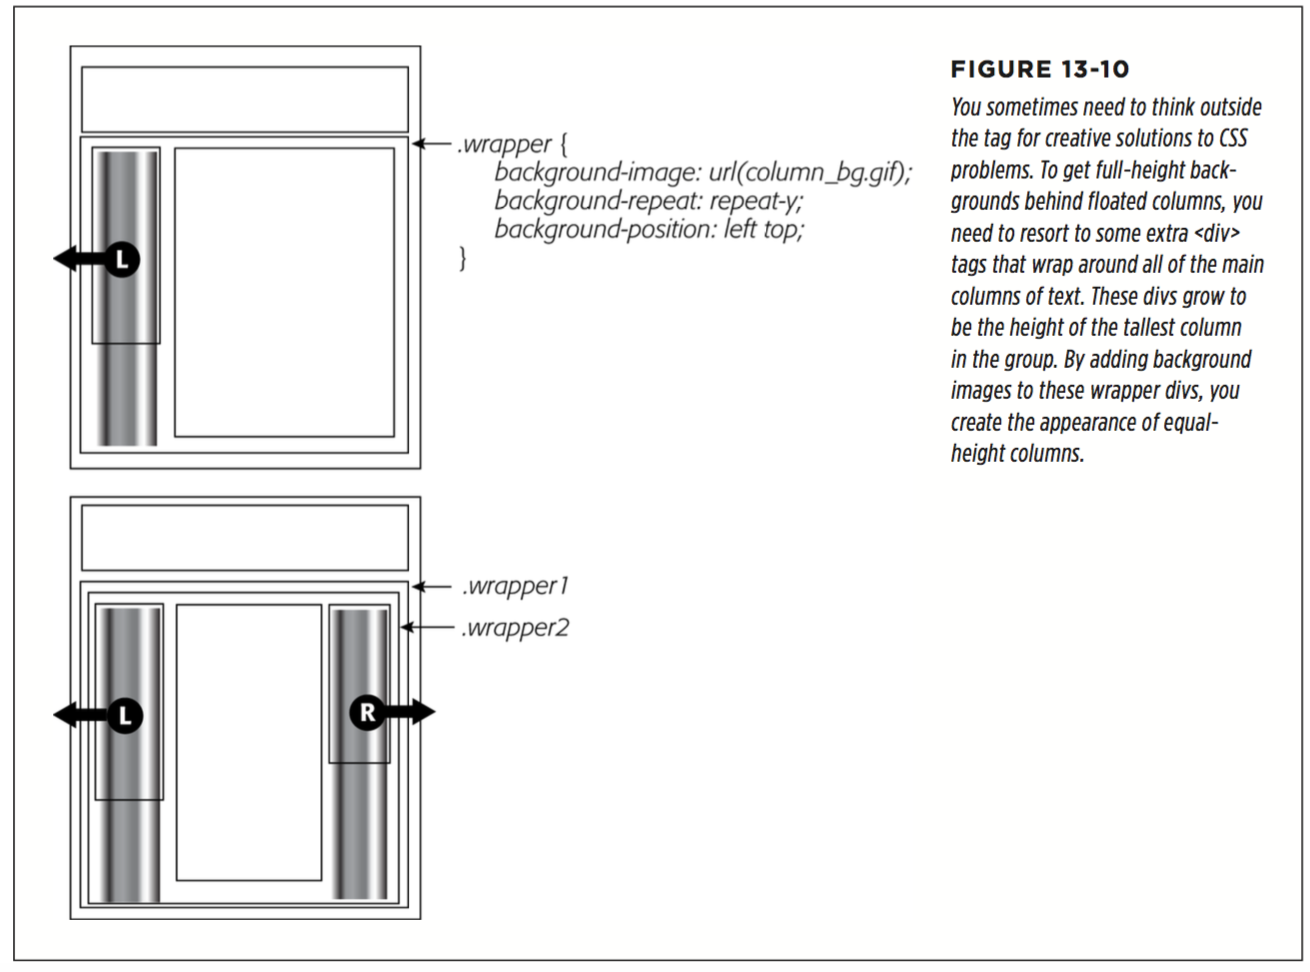 .wrapper {
background-image: url(column_bg.gif);
background-repeat: repeat-y;
background-position: left top;
}
L
.wrapper1
.wrapper2
L
R
FIGURE 13-10
You sometimes need to think outside
the tag for creative solutions to CSS
problems. To get full-height back-
grounds behind floated columns, you
need to resort to some extra <div>
tags that wrap around all of the main
columns of text. These divs grow to
be the height of the tallest column
in the group. By adding background
images to these wrapper divs, you
create the appearance of equal-
height columns.